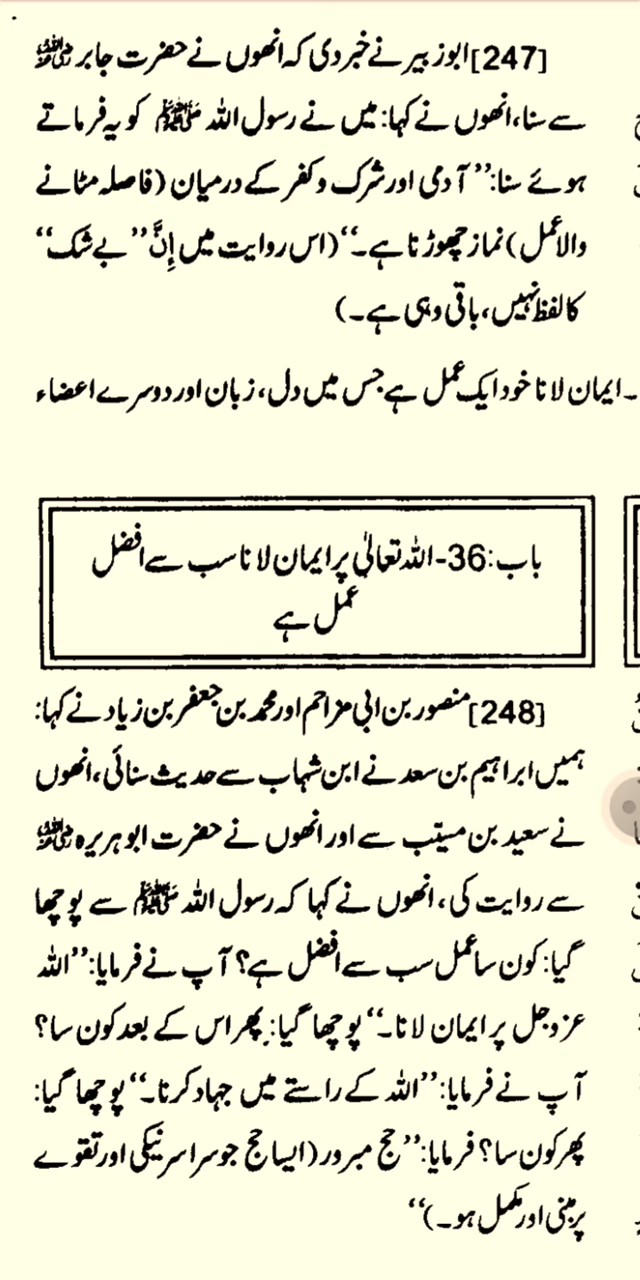 [247] ابوزبیر نے خبر دی کہ انھوں نے حضرت جابر رضی اللہ عنہ
سے سنا، انھوں نے کہا: میں نے رسول اللہ ﷺ کو یہ فرماتے
ہوئے سنا: ’’آدمی اور شرک و کفر کے درمیان (فاصلہ مٹانے
والا عمل) نماز چھوڑنا ہے۔‘‘ (اس روایت میں إِنَّ ’’بے شک‘‘
کا لفظ نہیں، باقی وہی ہے۔)
۔ ایمان لانا خود ایک عمل ہے جس میں دل، زبان اور دوسرے اعضاء
باب: 36- اللہ تعالیٰ پر ایمان لانا سب سے افضل
عمل ہے
[248] منصور بن ابی مزاحم اور محمد بن جعفر بن زیاد نے کہا:
ہمیں ابراہیم بن سعد نے ابن شہاب سے حدیث سنائی، انھوں
نے سعید بن مسیّب سے اور انھوں نے حضرت ابو ہریرہ رضی اللہ عنہ
سے روایت کی، انھوں نے کہا کہ رسول اللہ ﷺ سے پوچھا
گیا: کون سا عمل سب سے افضل ہے؟ آپ نے فرمایا: ’’اللہ
عزوجل پر ایمان لانا۔‘‘ پوچھا گیا: پھر اس کے بعد کون سا؟
آپ نے فرمایا: ’’اللہ کے راستے میں جہاد کرنا۔‘‘ پوچھا گیا:
پھر کون سا؟ فرمایا: ’’حج مبرور (ایسا حج جو سراسر نیکی اور تقوے
پر مبنی اور مکمل ہو۔)‘‘